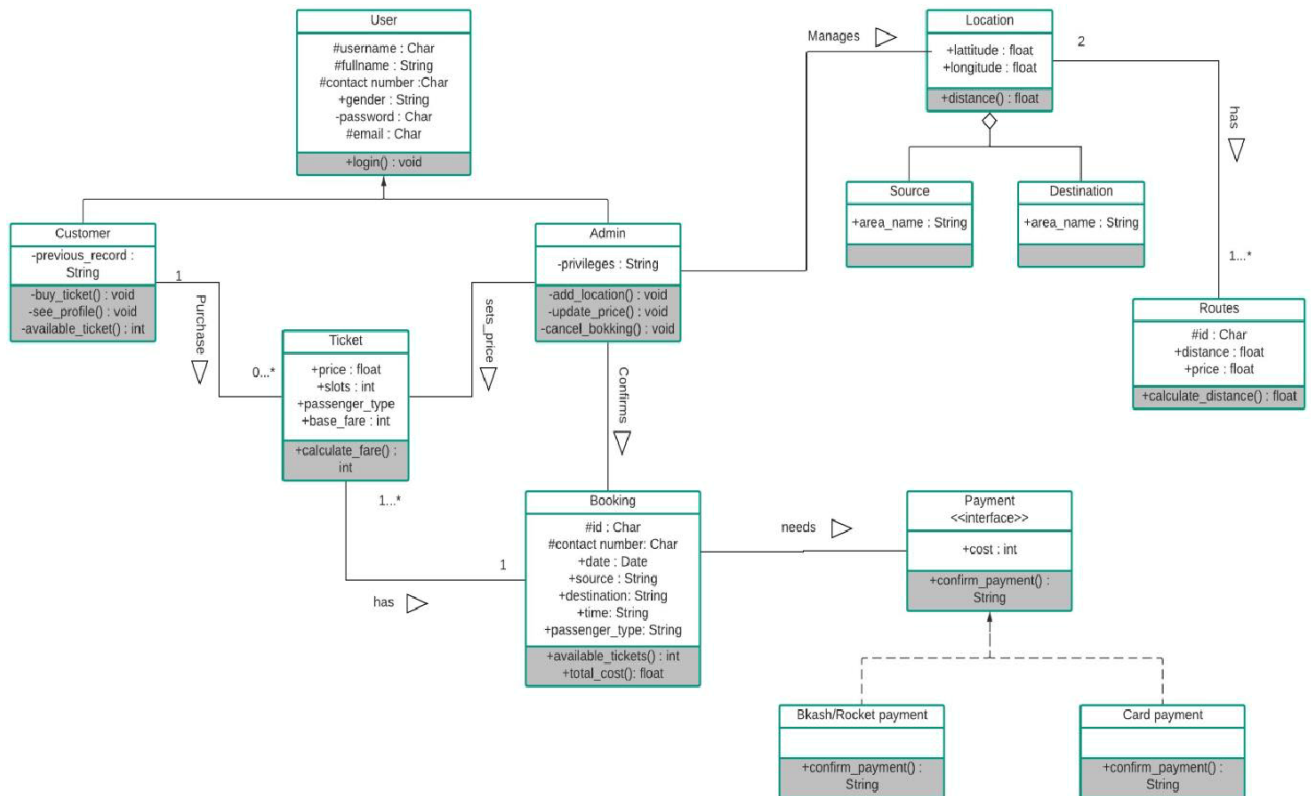 User
#username : Char
#fullname : String
#contact number :Char
+gender : String
-password : Char
#email : Char
+login() : void
Manages
Location
+lattitude : float
+longitude : float
+distance() : float
2
has
1...*
Source
+area_name : String
Destination
+area_name : String
Customer
-previous_record :
String
-buy_ticket() : void
-see_profile() : void
-available_ticket() : int
1
Purchase
0...*
Admin
-privileges : String
-add_location() : void
-update_price() : void
-cancel_bokking() : void
sets_price
Confirms
Routes
#id : Char
+distance : float
+price : float
+calculate_distance() : float
Ticket
+price : float
+slots : int
+passenger_type
+base_fare : int
+calculate_fare() :
int
1...*
1
has
Booking
#id : Char
#contact number: Char
+date : Date
+source : String
+destination: String
+time: String
+passenger_type: String
+available_tickets() : int
+total_cost(): float
needs
Payment
<<interface>>
+cost : int
+confirm_payment() :
String
Bkash/Rocket payment
+confirm_payment() :
String
Card payment
+confirm_payment() :
String